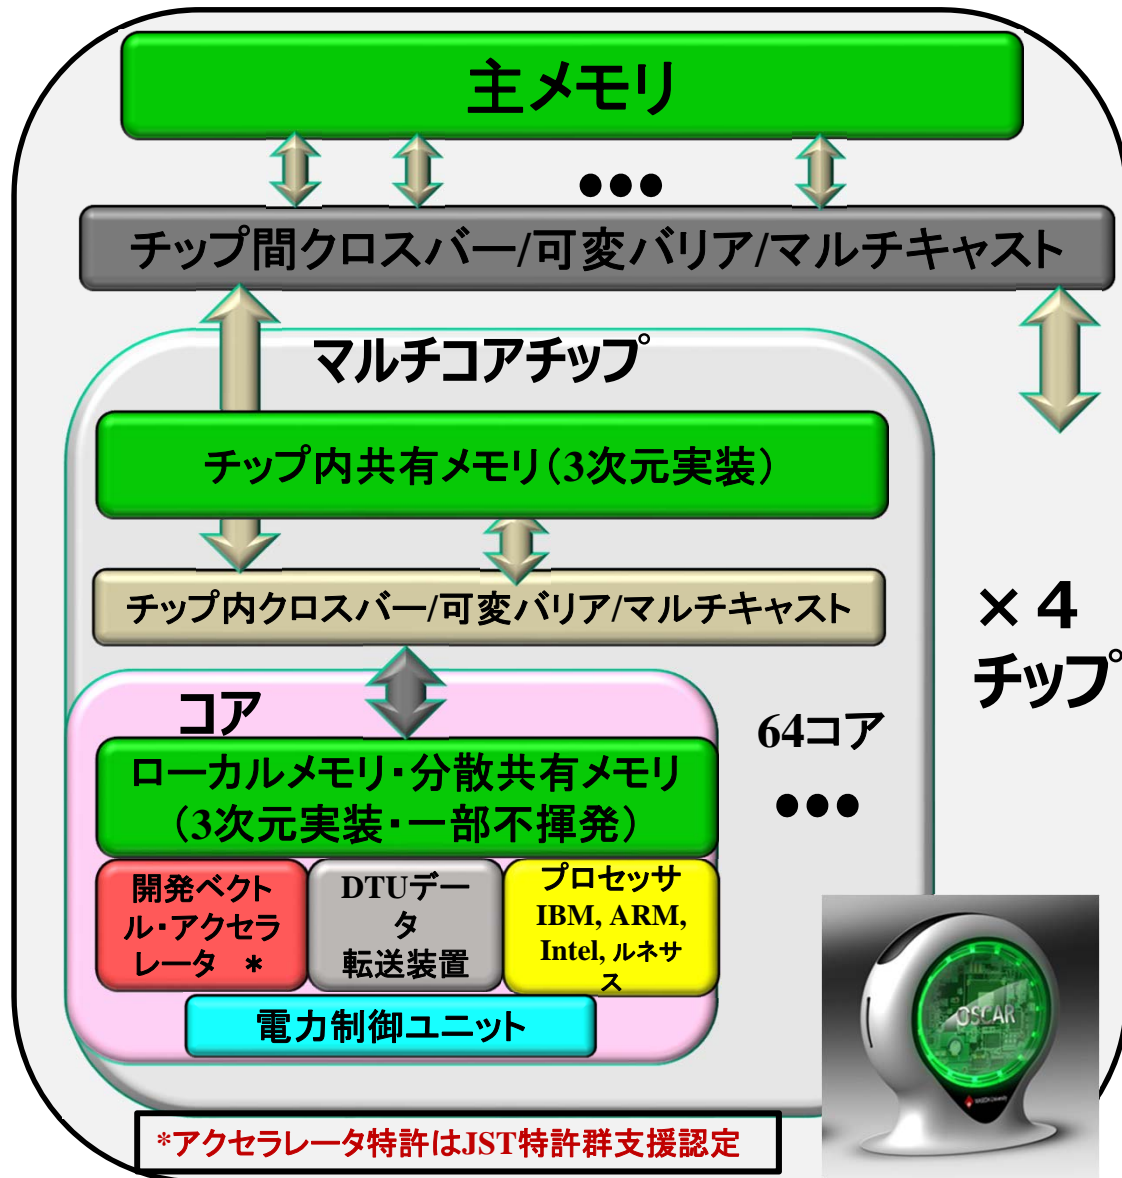 主メモリ
•••
チップ間クロスバー/可変バリア/マルチキャスト
マルチコアチップ
チップ内共有メモリ(3次元実装)
チップ内クロスバー/可変バリア/マルチキャスト
×4
チップ
コア
64コア
•••
ローカルメモリ・分散共有メモリ
(3次元実装・一部不揮発)
開発ベクト
ル・アクセラ
レータ *
DTUデー
タ
転送装置
プロセッサ
IBM, ARM,
Intel, ルネサ
ス
電力制御ユニット
OSCAR
WASEDA University
*アクセラレータ特許はJST特許群支援認定